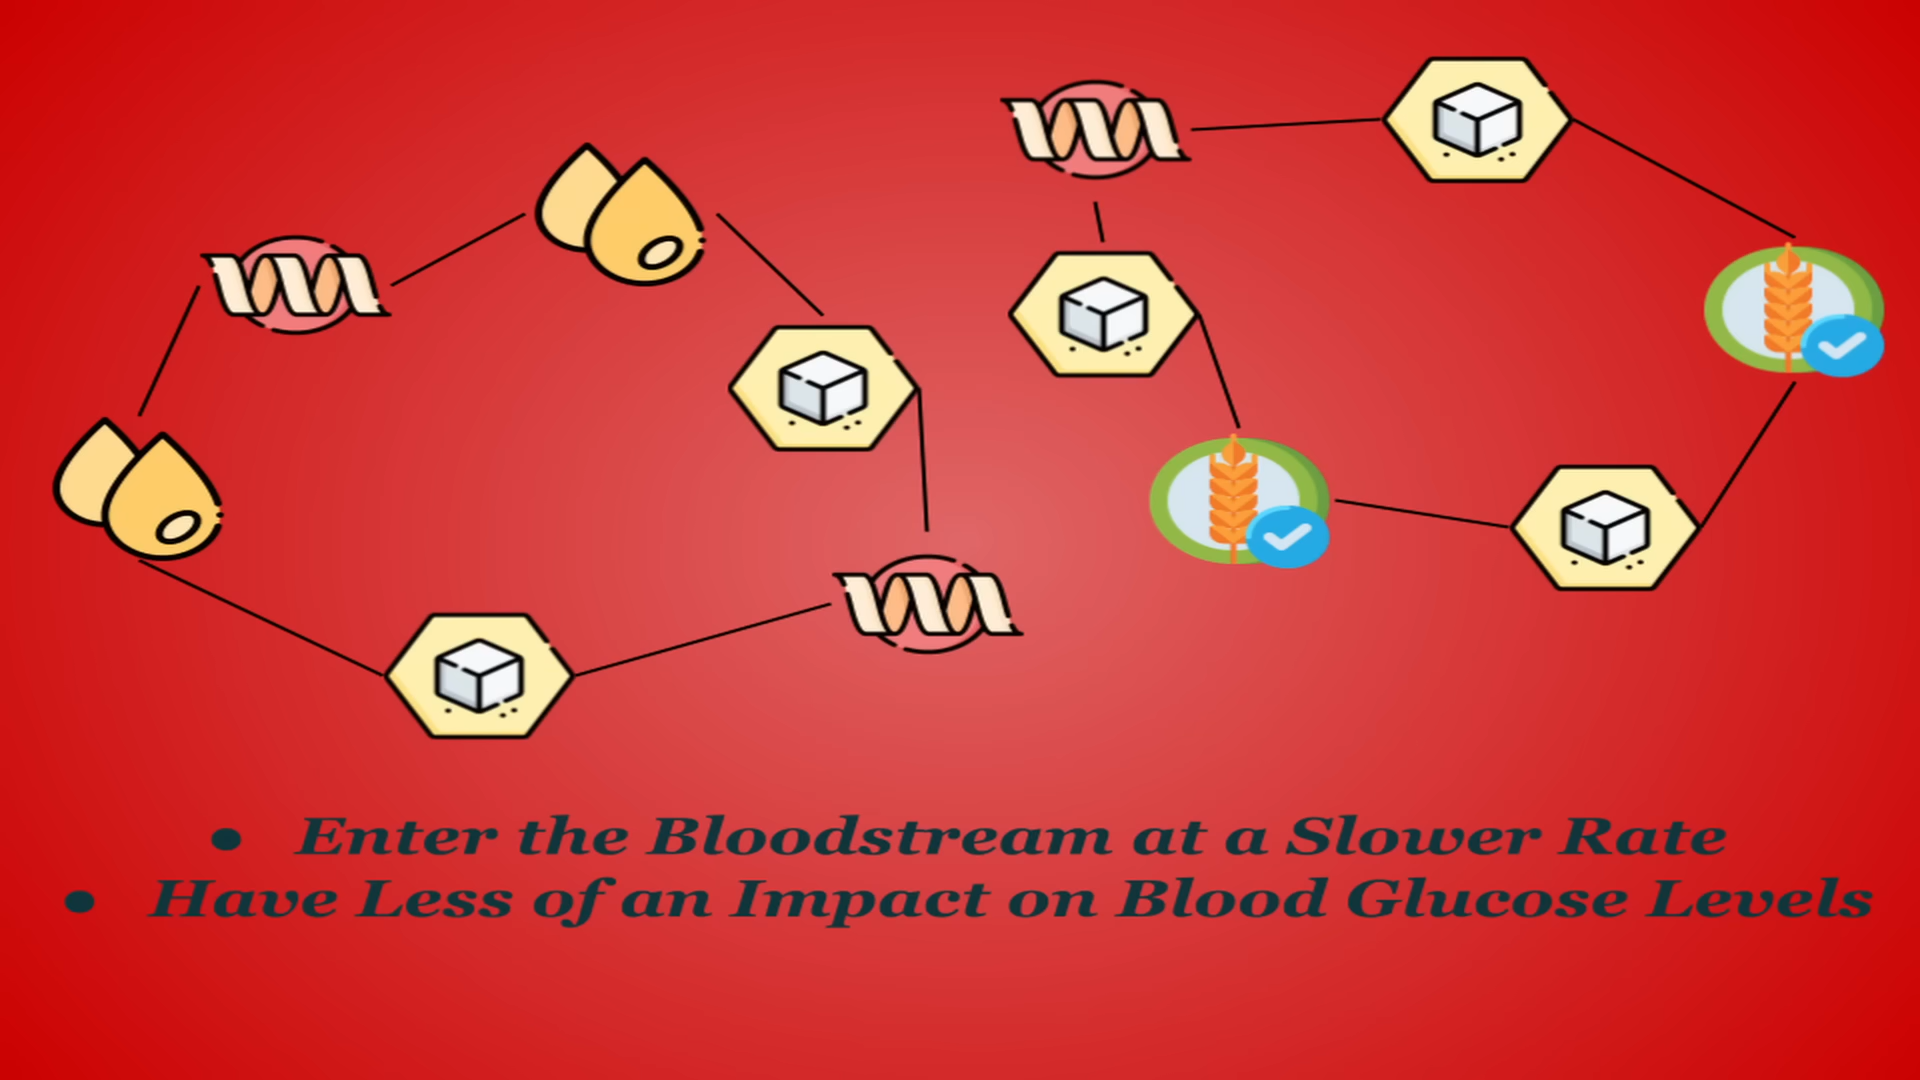 ● Enter the Bloodstream at a Slower Rate
● Have Less of an Impact on Blood Glucose Levels